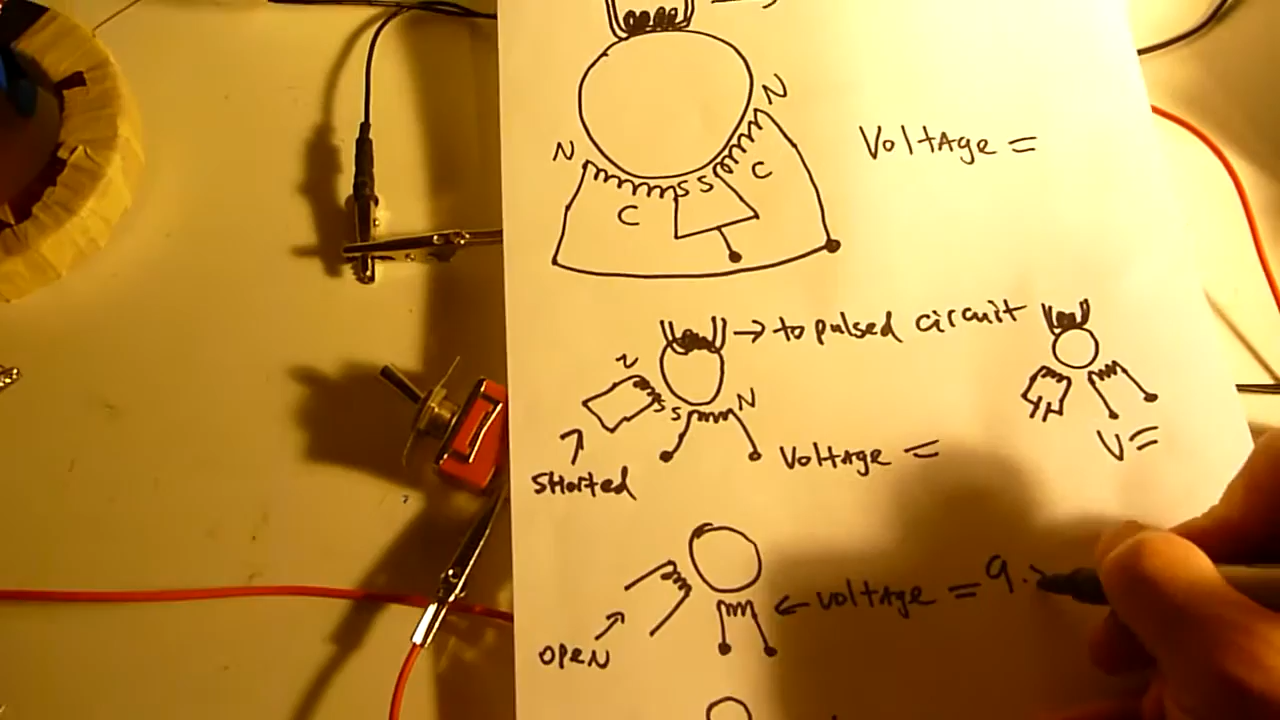 N
N
S S
C
C
Voltage =
→ to pulsed circuit
N
S S
N
Shorted
Voltage =
V=
open
← voltage = 9.